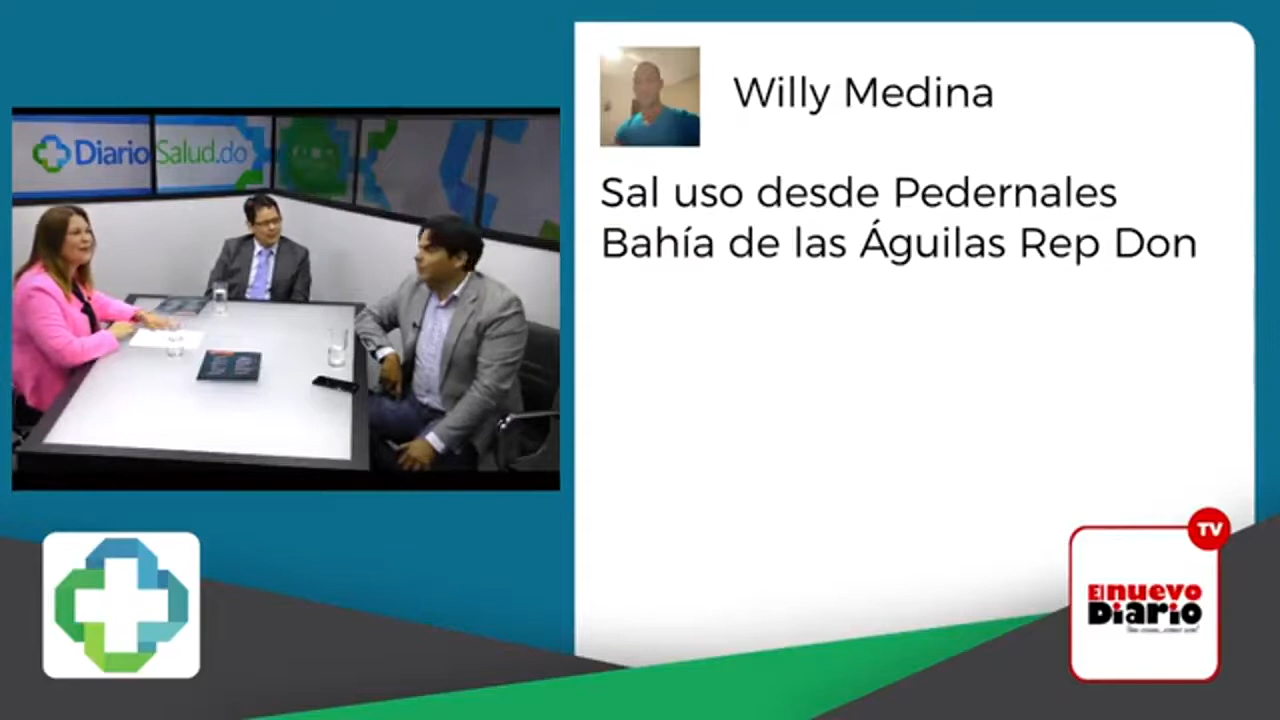 DiarioSalud.do
Willy Medina
Sal uso desde Pedernales
Bahía de las Águilas Rep Don
TV
El nuevo
Diario